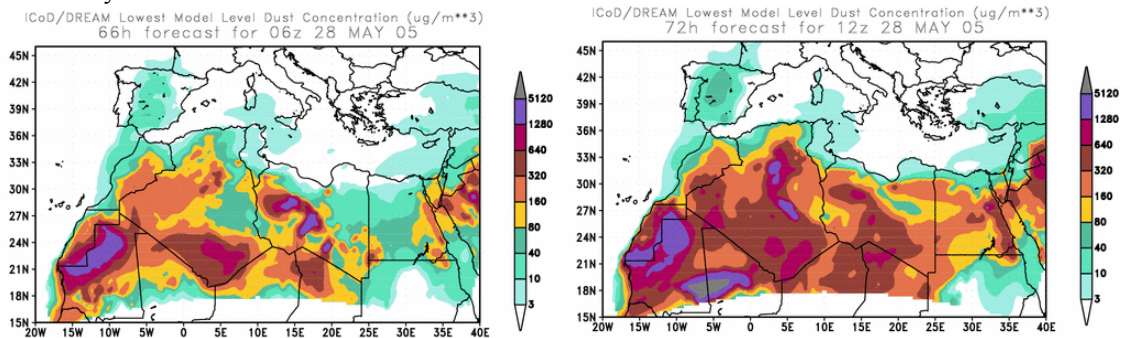 ICoD/DREAM Lowest Model Level Dust Concentration (ug/m**3)
66h forecast for 06z 28 MAY 05
45N
42N
39N
36N
33N
30N
27N
24N
21N
18N
15N
20W 15W 10W 5W 0 5E 10E 15E 20E 25E 30E 35E 40E
5120
1280
640
320
160
80
40
10
3
ICoD/DREAM Lowest Model Level Dust Concentration (ug/m**3)
72h forecast for 12z 28 MAY 05
45N
42N
39N
36N
33N
30N
27N
24N
21N
18N
15N
20W 15W 10W 5W 0 5E 10E 15E 20E 25E 30E 35E 40E
5120
1280
640
320
160
80
40
10
3